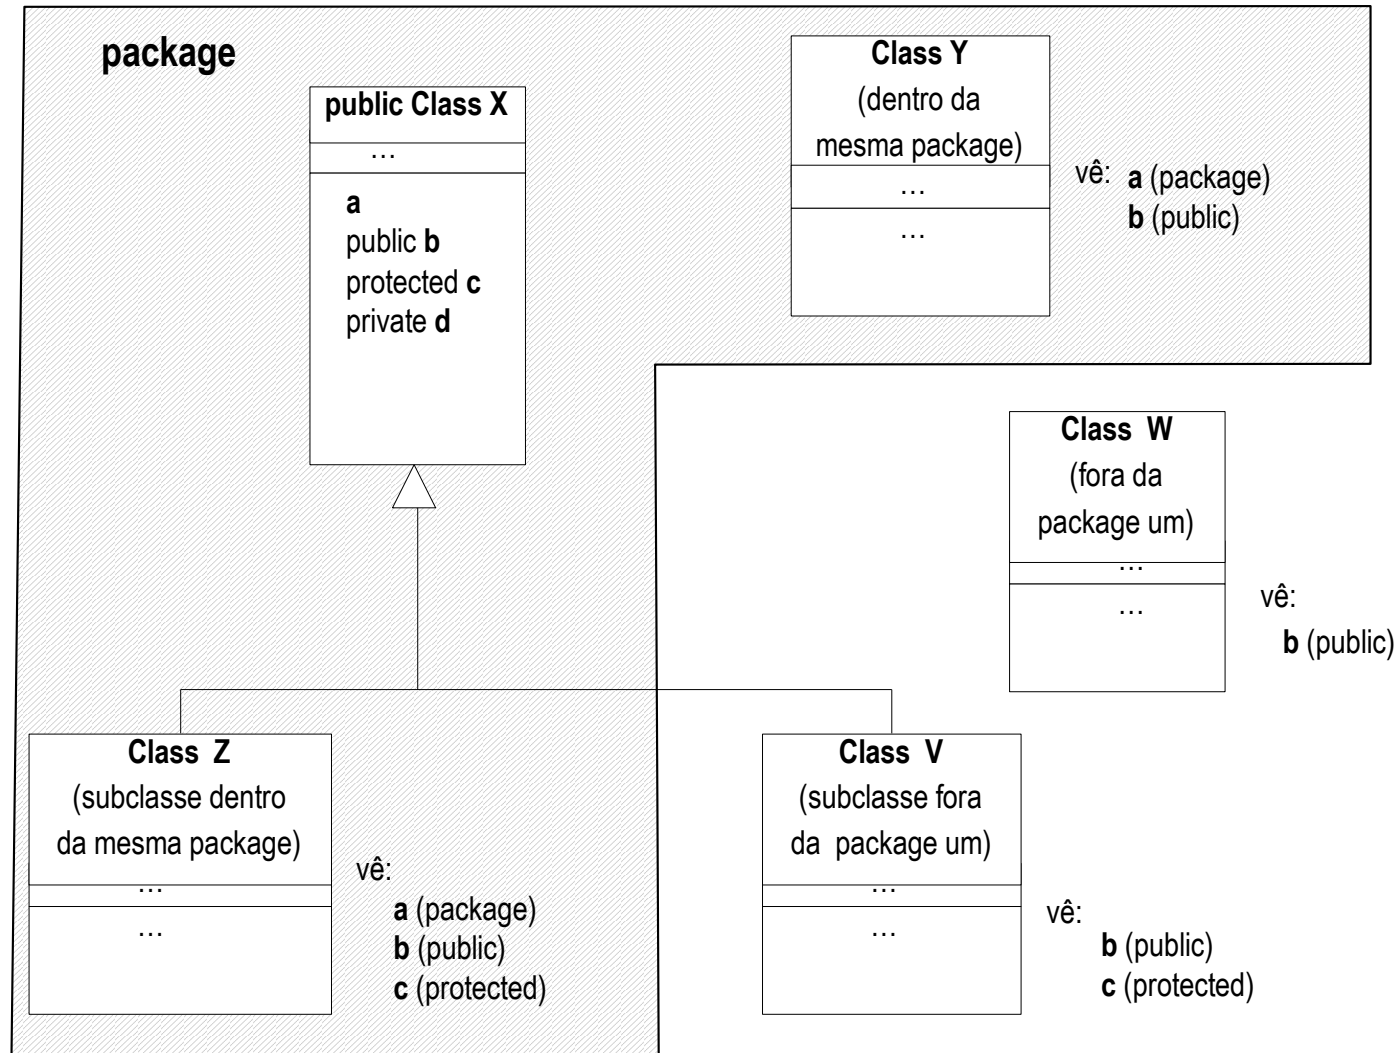 package
public Class X
…
a
public b
protected c
private d
Class Y
(dentro da
mesma package)
…
…
vê: a (package)
b (public)
Class W
(fora da
package um)
…
…
vê:
b (public)
Class Z
(subclasse dentro
da mesma package)
…
…
vê:
a (package)
b (public)
c (protected)
Class V
(subclasse fora
da package um)
…
…
vê:
b (public)
c (protected)